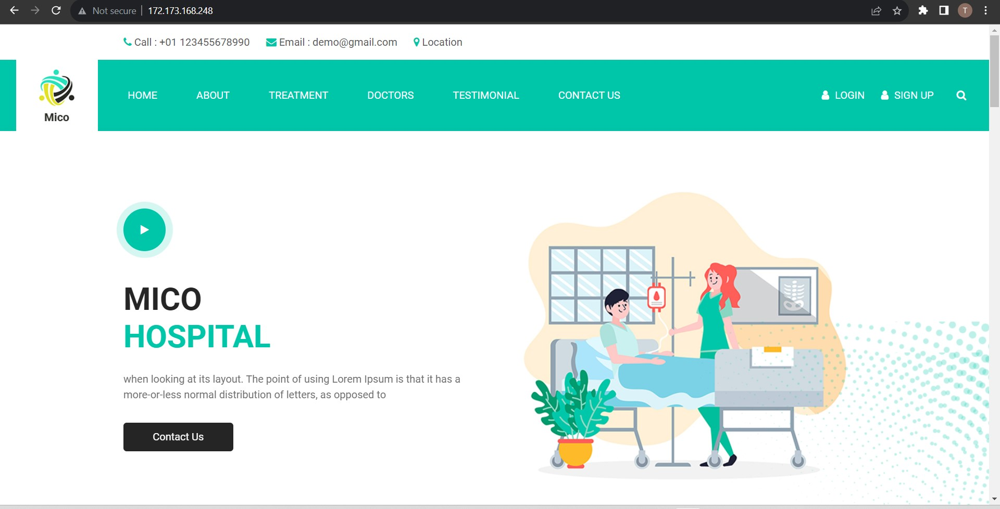 Not secure | 172.173.168.248
T
Call : +01 123455678990 Email : demo@gmail.com Location
Mico
HOME ABOUT TREATMENT DOCTORS TESTIMONIAL CONTACT US LOGIN SIGN UP
MICO
HOSPITAL
when looking at its layout. The point of using Lorem Ipsum is that it has a
more-or-less normal distribution of letters, as opposed to
Contact Us